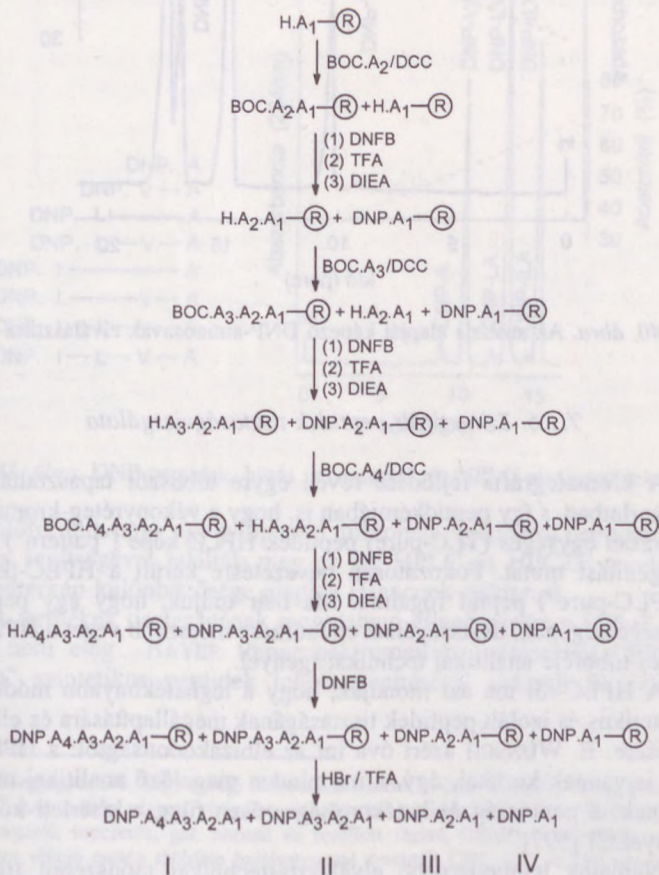 H.A₁—Ⓡ
BOC.A₂/DCC
BOC.A₂.A₁—Ⓡ + H.A₁—Ⓡ
(1) DNFB
(2) TFA
(3) DIEA
H.A₂.A₁—Ⓡ + DNP.A₁—Ⓡ
BOC.A₃/DCC
BOC.A₃.A₂.A₁—Ⓡ + H.A₂.A₁ + DNP.A₁—Ⓡ
(1) DNFB
(2) TFA
(3) DIEA
H.A₃.A₂.A₁—Ⓡ + DNP.A₂.A₁—Ⓡ + DNP.A₁—Ⓡ
BOC.A₄/DCC
BOC.A₄.A₃.A₂.A₁—Ⓡ + H.A₃.A₂.A₁—Ⓡ + DNP.A₂.A₁—Ⓡ + DNP.A₁—Ⓡ
(1) DNFB
(2) TFA
(3) DIEA
H.A₄.A₃.A₂.A₁—Ⓡ + DNP.A₃.A₂.A₁—Ⓡ + DNP.A₂.A₁—Ⓡ + DNP.A₁—Ⓡ
DNFB
DNP.A₄.A₃.A₂.A₁—Ⓡ + DNP.A₃.A₂.A₁—Ⓡ + DNP.A₂.A₁—Ⓡ + DNP.A₁—Ⓡ
HBr / TFA
DNP.A₄.A₃.A₂.A₁ + DNP.A₃.A₂.A₁ + DNP.A₂.A₁ + DNP.A₁
I II III IV